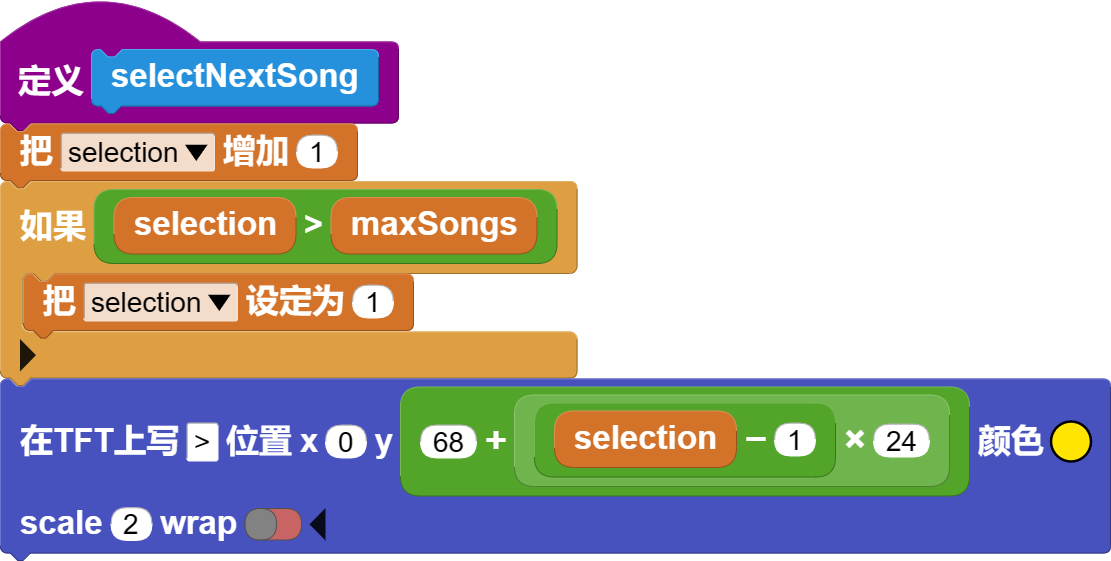 定义 selectNextSong
把 selection ▼ 增加 1
如果 selection > maxSongs
把 selection ▼ 设定为 1
在TFT上写 > 位置 x 0 y 68 + selection − 1 × 24 颜色
scale 2 wrap